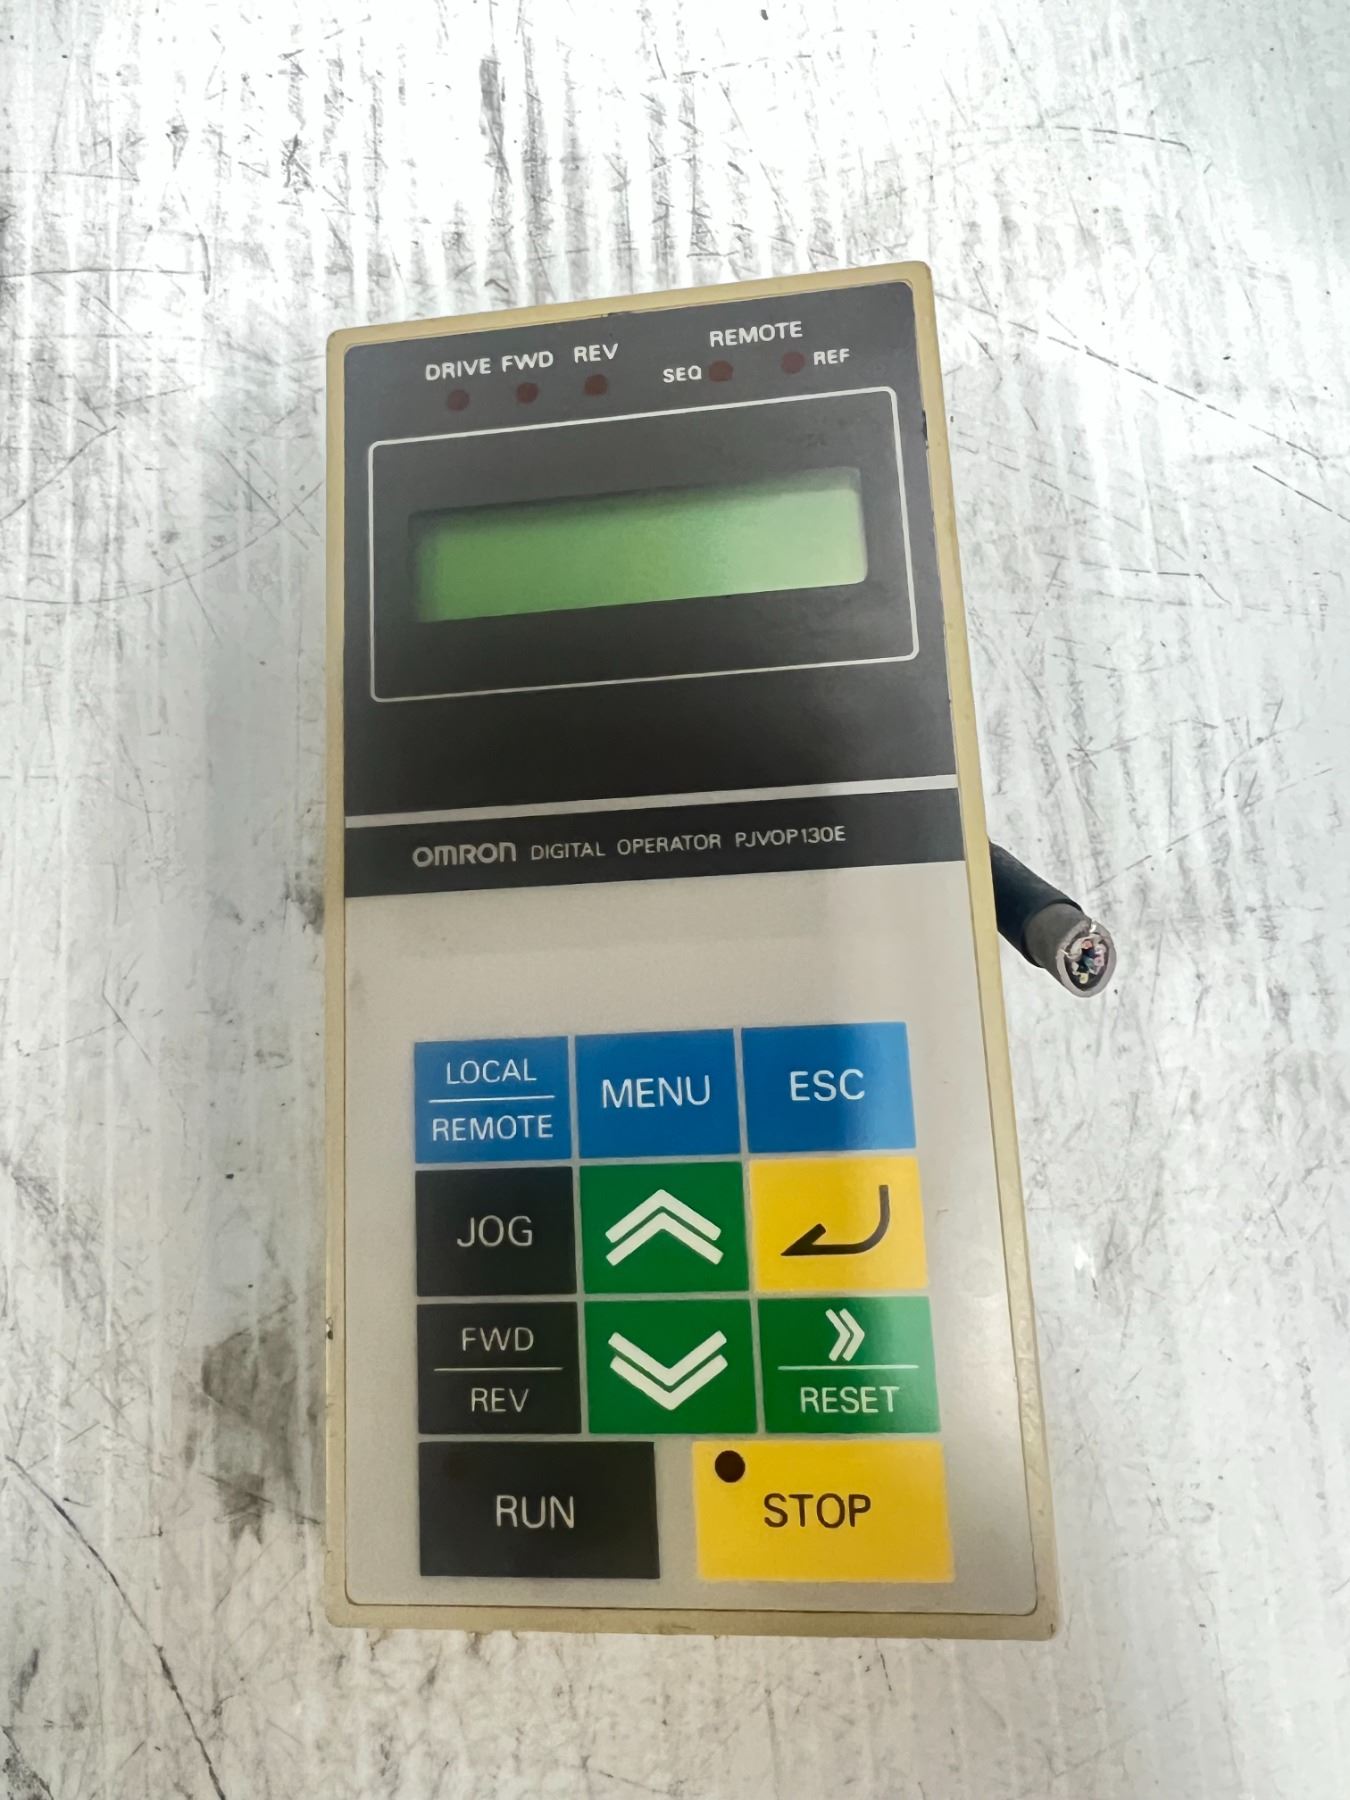 REMOTE
DRIVE FWD REV
SEQ REF
OMRON DIGITAL OPERATOR PJVOP130E
LOCAL
REMOTE
MENU
ESC
JOG
FWD
REV
RESET
RUN
STOP